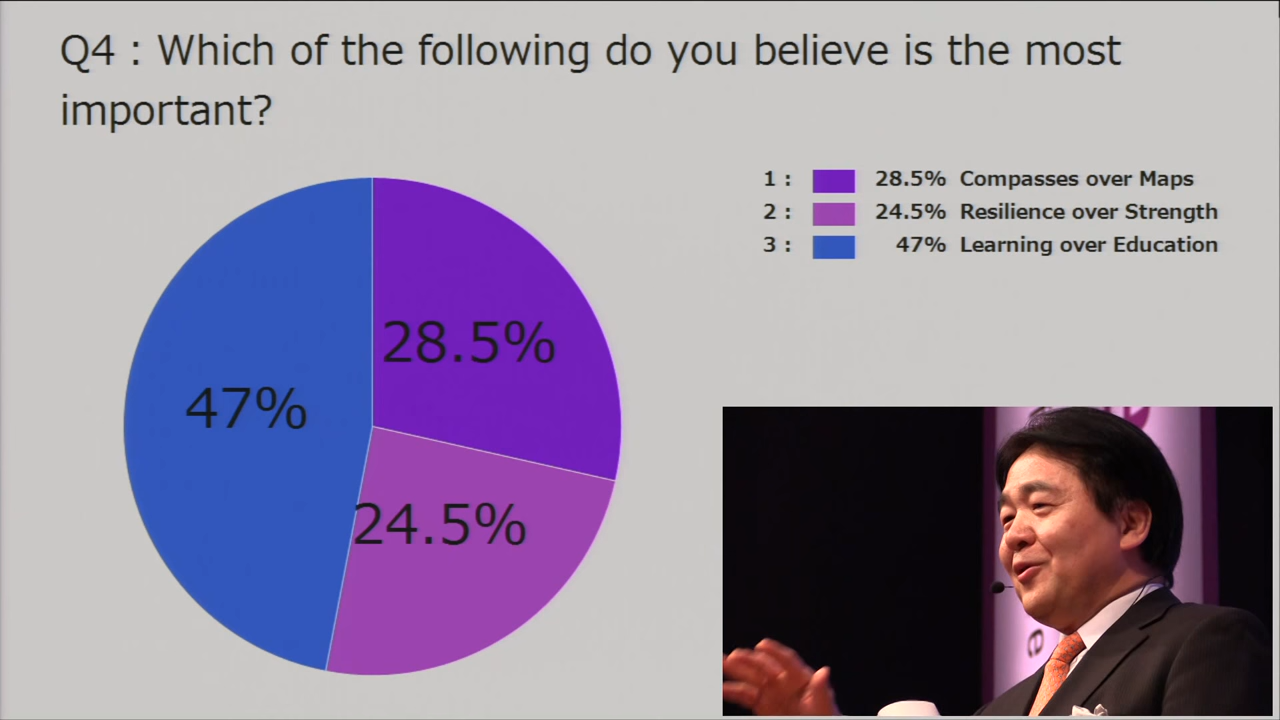 Q4 : Which of the following do you believe is the most
important?
1 : 28.5% Compasses over Maps
2 : 24.5% Resilience over Strength
3 : 47% Learning over Education
28.5%
47%
24.5%